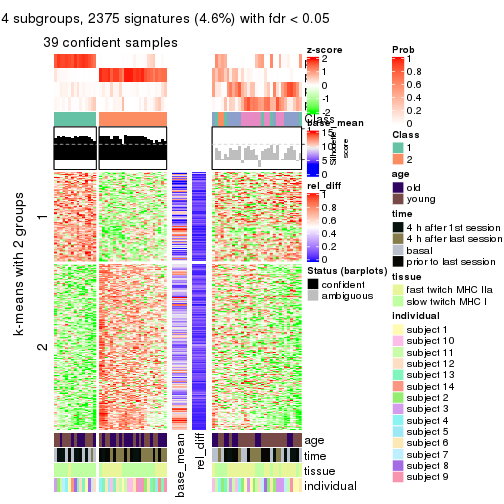 4 subgroups, 2375 signatures (4.6%) with fdr < 0.05
39 confident samples
k-means with 2 groups
1
2
Class
base_mean
rel_diff
Silhouette score
age
time
tissue
individual
z-score
2
1
0
-1
-2
base_mean
15
10
5
0
rel_diff
1
0.8
0.6
0.4
0.2
0
Status (barplots)
confident
ambiguous
Prob
1
0.8
0.6
0.4
0.2
0
Class
1
2
age
old
young
time
4 h after 1st session
4 h after last session
basal
prior to last session
tissue
fast twitch MHC IIa
slow twitch MHC I
individual
subject 1
subject 10
subject 11
subject 12
subject 13
subject 14
subject 2
subject 3
subject 4
subject 5
subject 6
subject 7
subject 8
subject 9